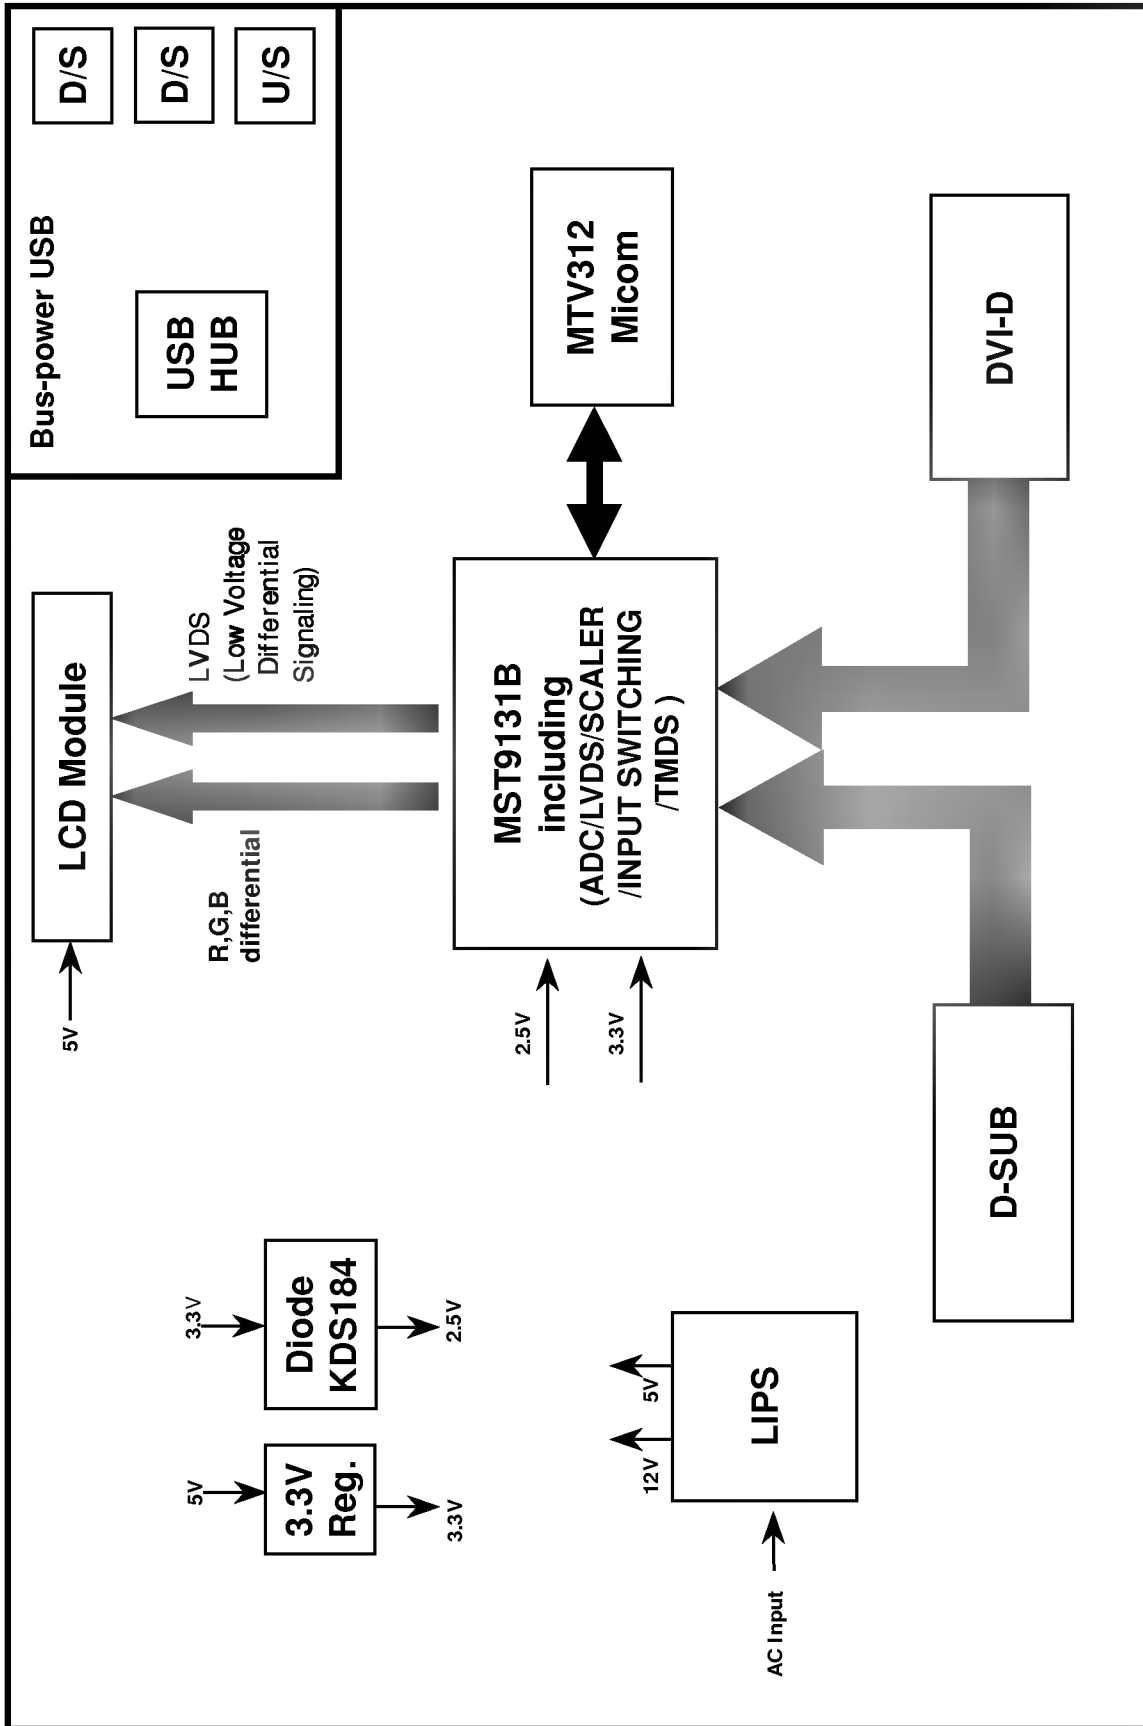 5V
3.3V
Reg.
3.3V
3.3V
Diode
KDS184
2.5V
AC Input
12V
5V
LIPS
5V
LCD Module
R,G,B
differential
LVDS
(Low Voltage
Differential
Signaling)
2.5V
3.3V
MST9131B
including
(ADC/LVDS/SCALER
/INPUT SWITCHING
/TMDS )
MTV312
Micom
D-SUB
DVI-D
Bus-power USB
USB
HUB
D/S
D/S
U/S